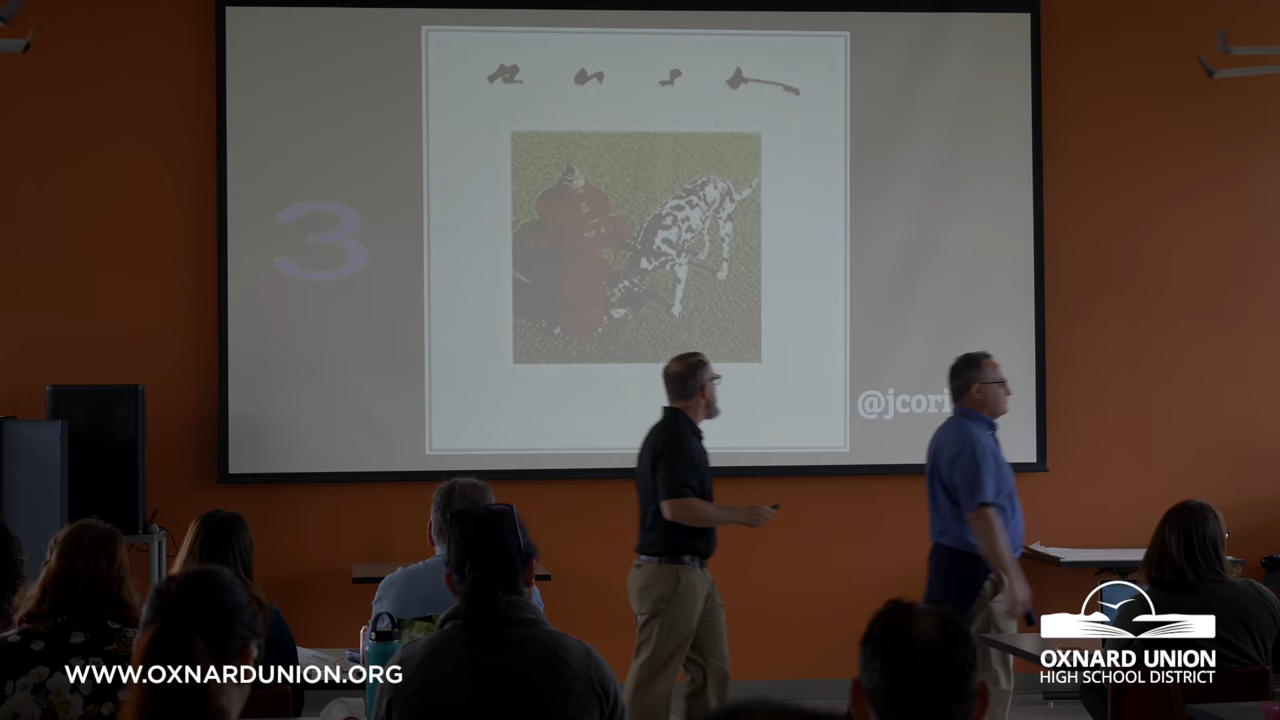 r u s h
3
@jcori
WWW.OXNARDUNION.ORG
OXNARD UNION
HIGH SCHOOL DISTRICT